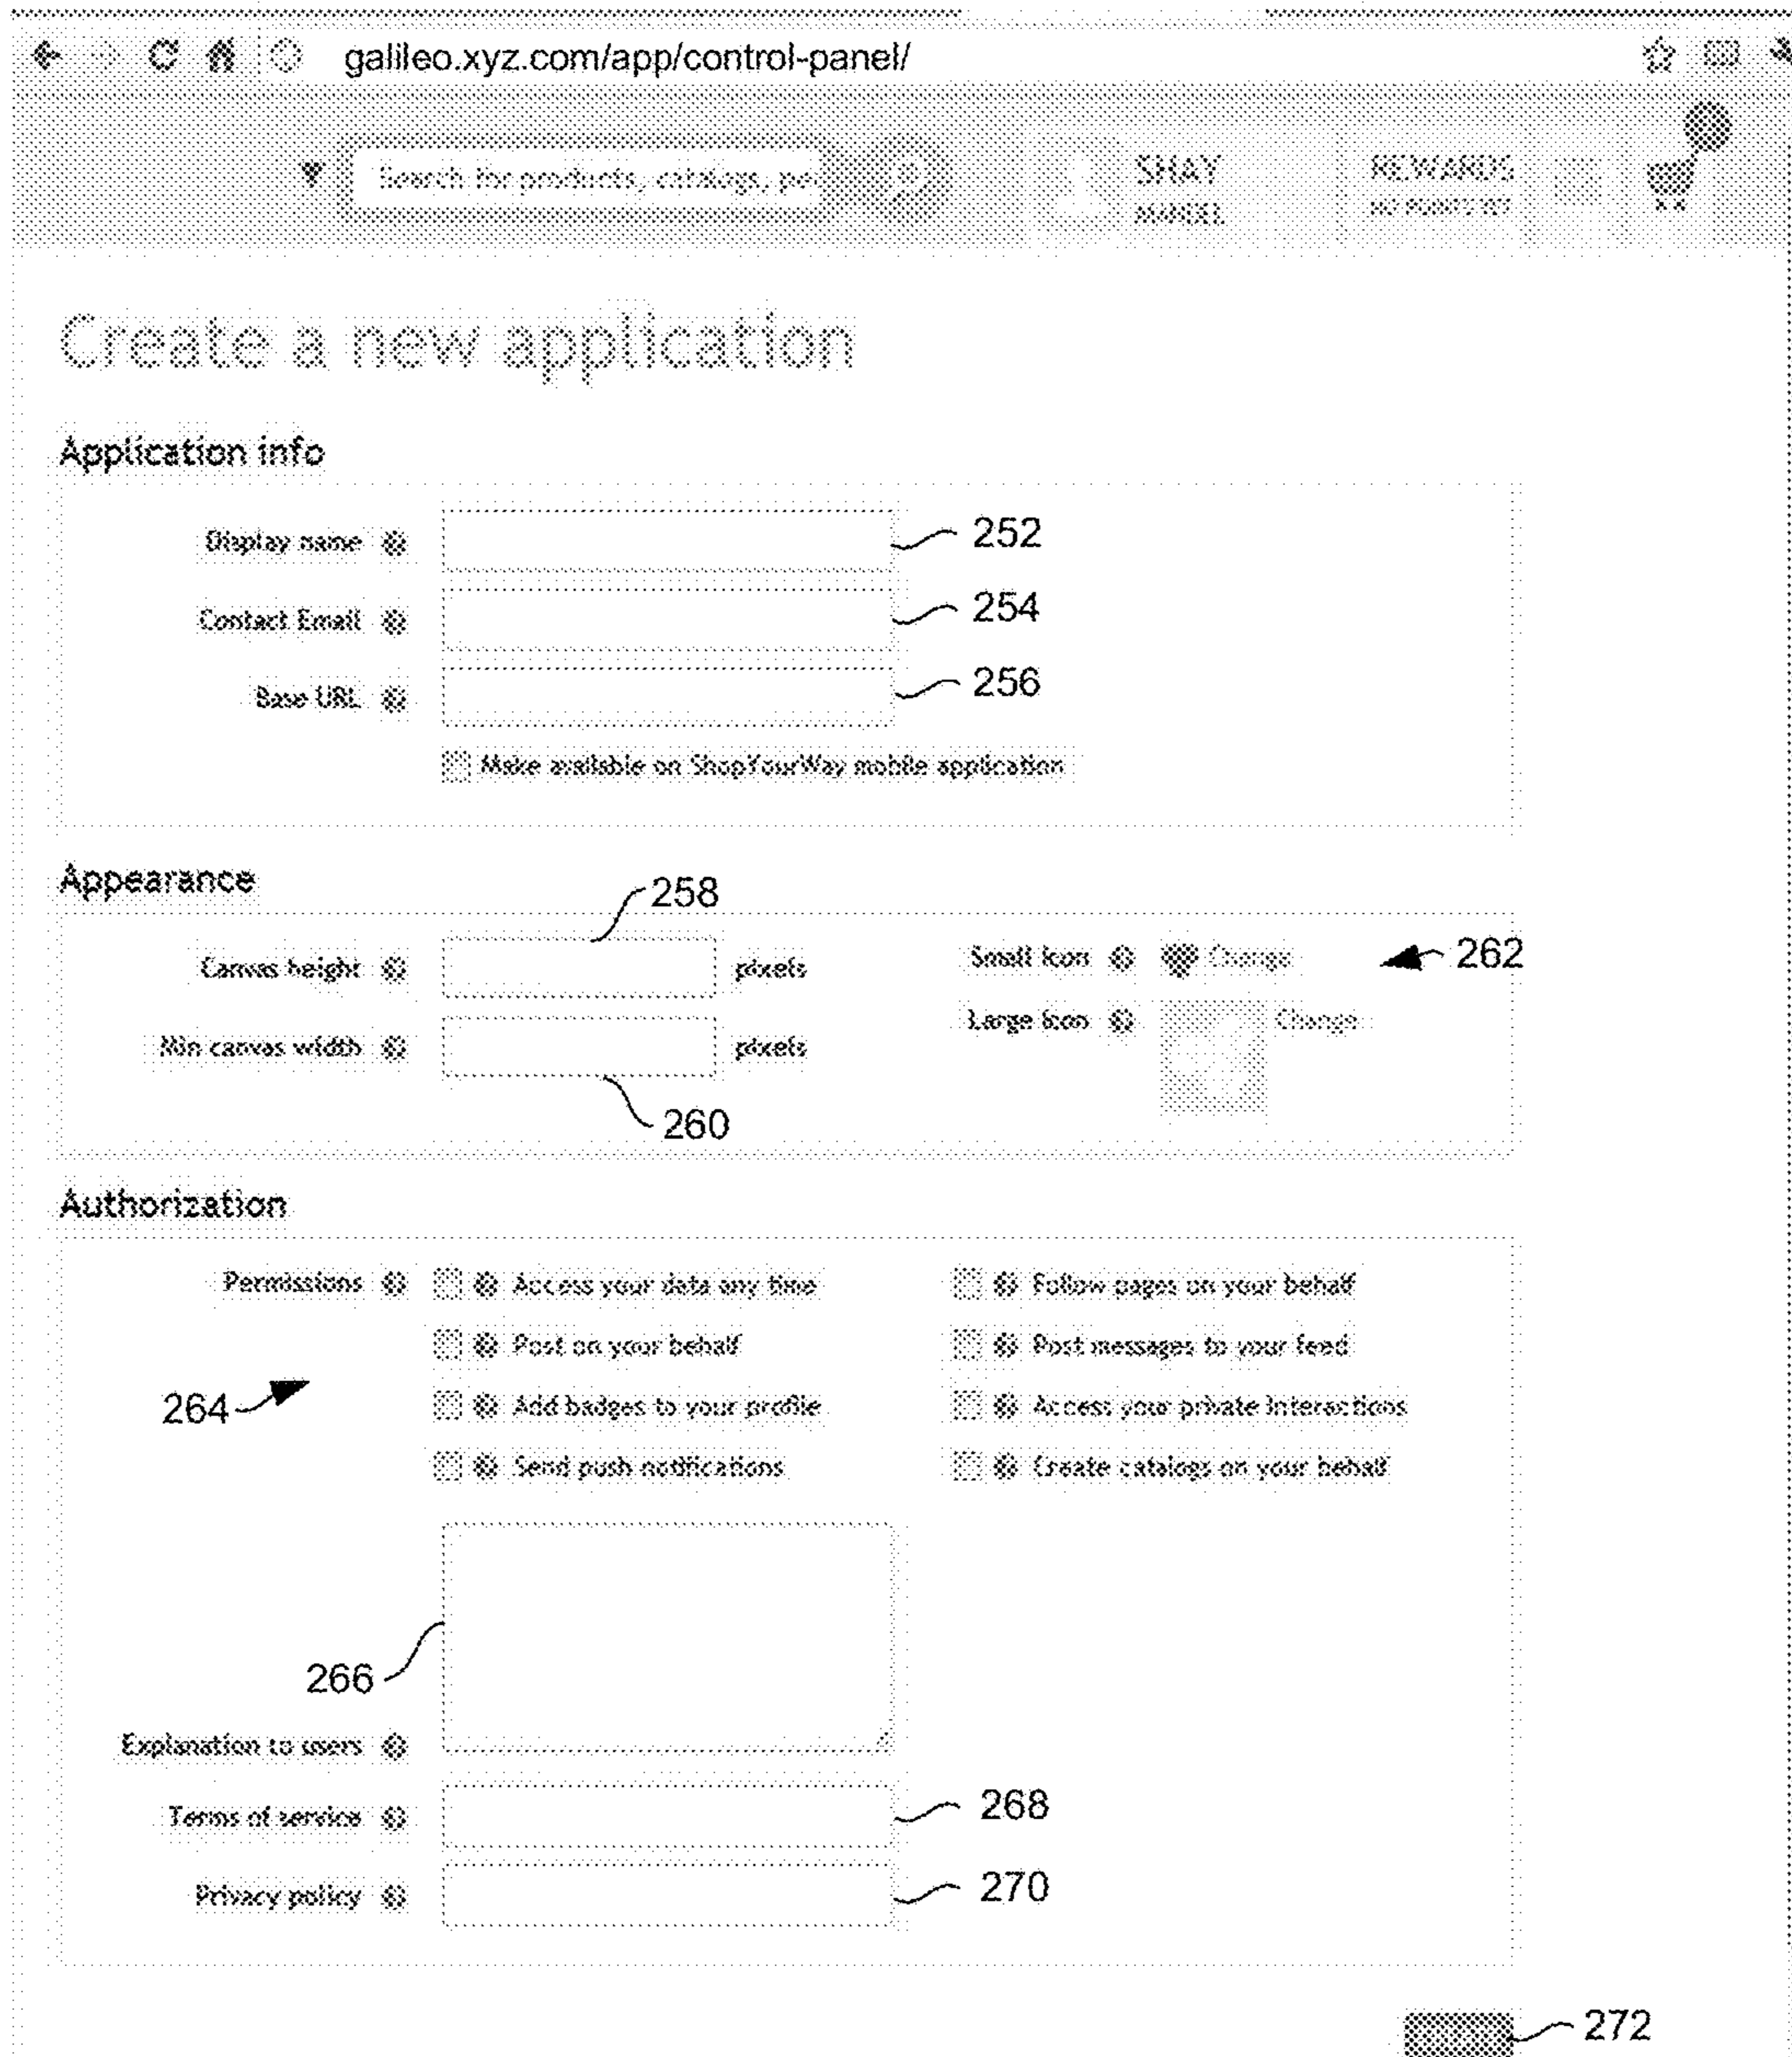 galileo.xyz.com/app/control-panel/
Search for products, catalogs, pe
SHAY
REWARDS
Create a new application
Application info
Display name 252
Contact Email 254
Base URL 256
Make available on ShopYourWay mobile application
Appearance
258
Canvas height pixels Small Icon Change 262
Large Icon Change
Min canvas width pixels
260
Authorization
Permissions Access your data any time Follow pages on your behalf
Post on your behalf Post messages to your feed
264 Add badges to your profile Access your private interactions
Send push notifications Create catalogs on your behalf
266
Explanation to users
Terms of service 268
Privacy policy 270
272